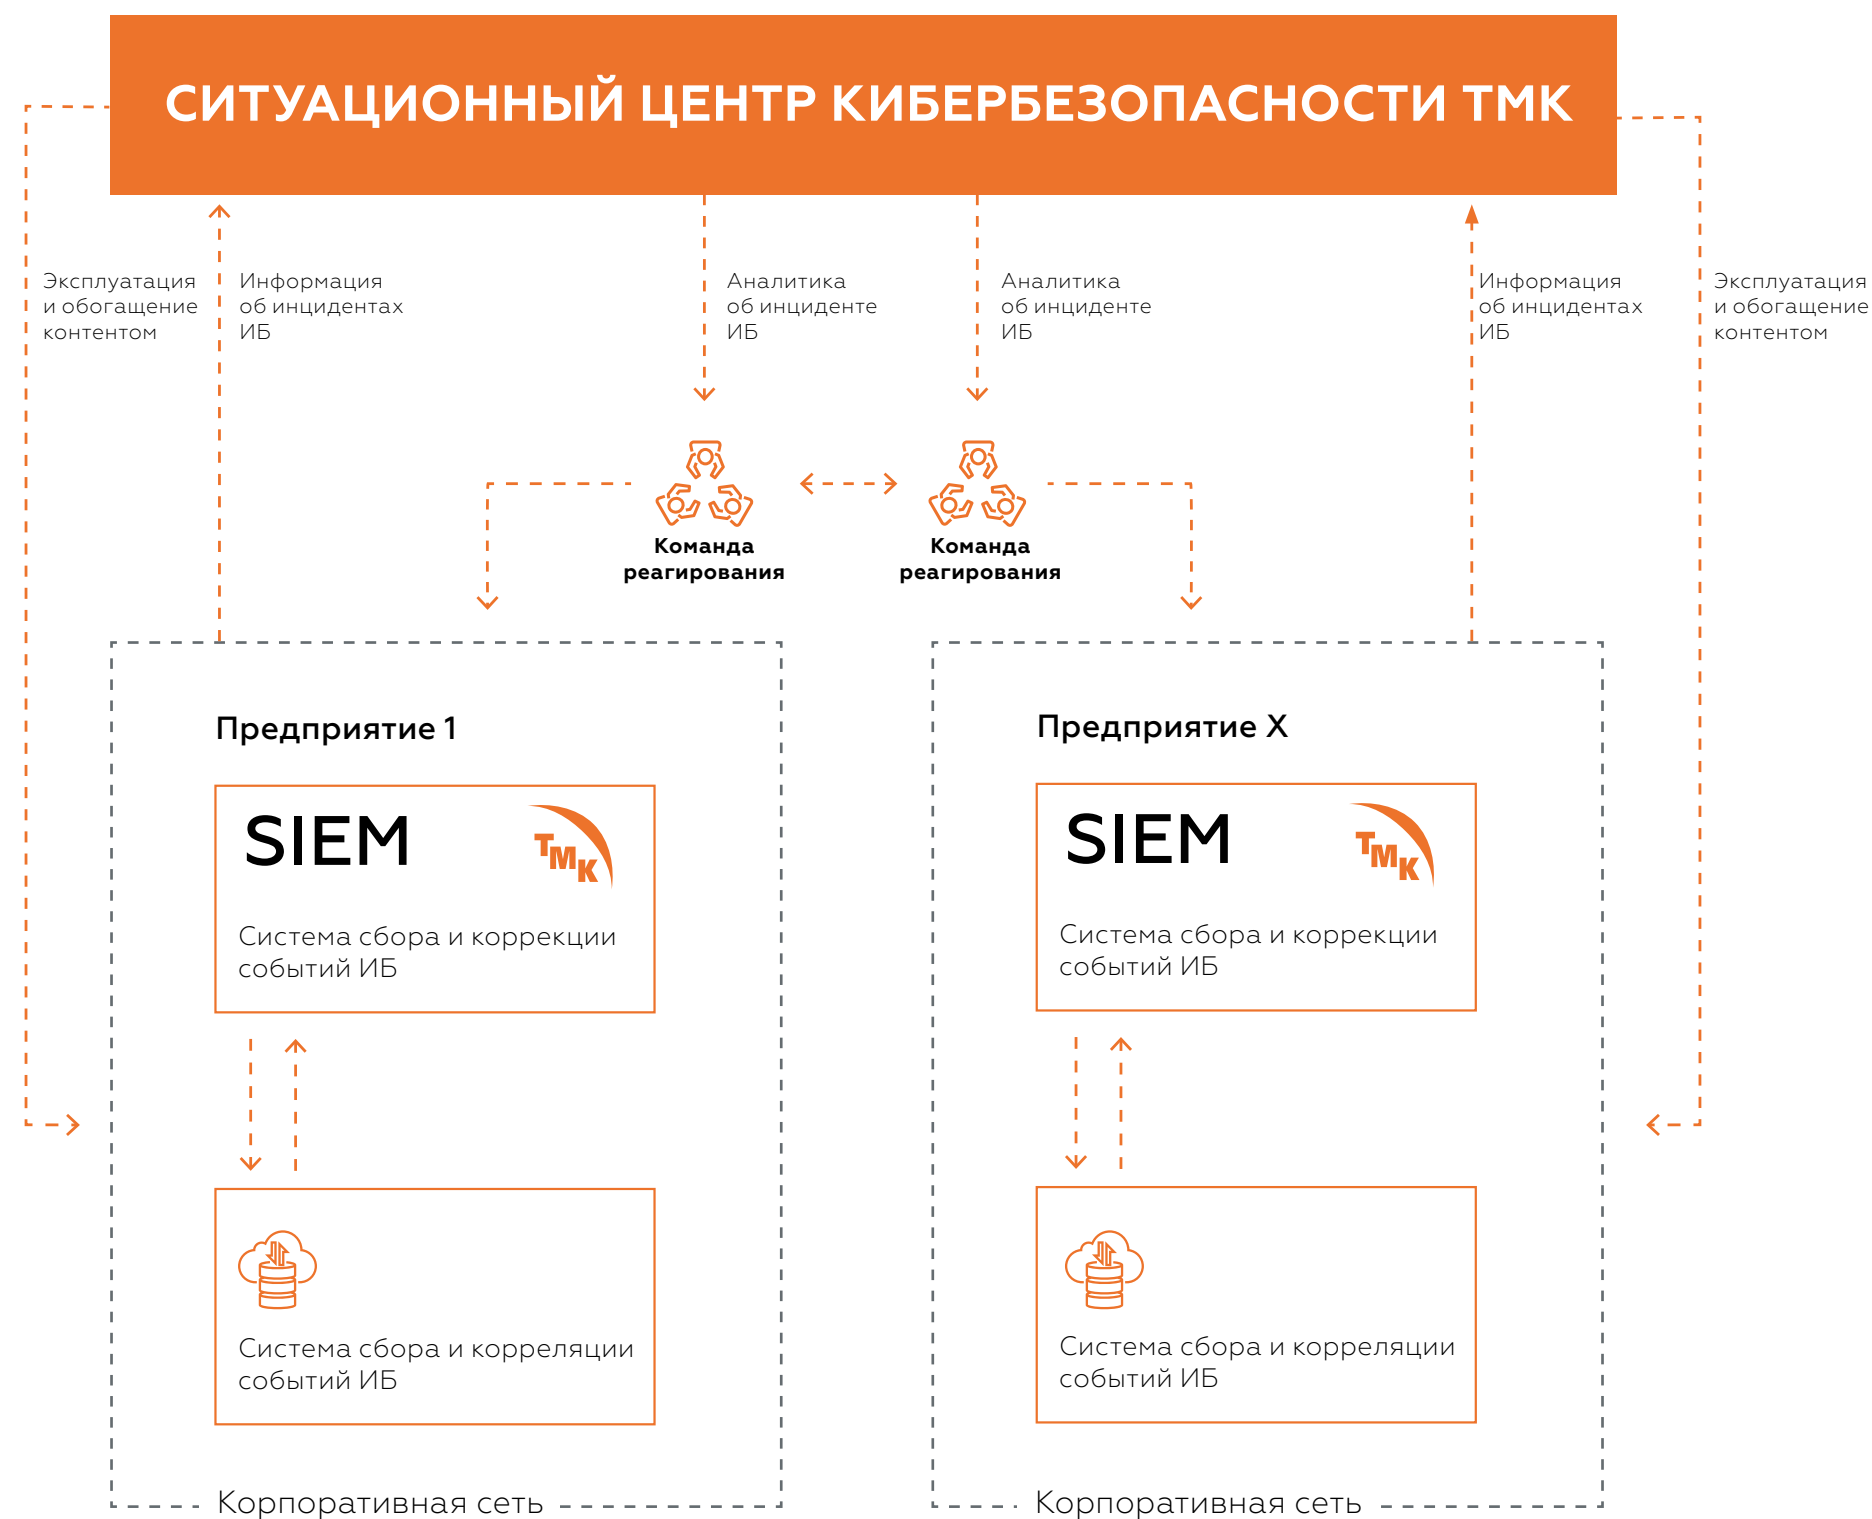 СИТУАЦИОННЫЙ ЦЕНТР КИБЕРБЕЗОПАСНОСТИ ТМК
Эксплуатация
и обогащение
контентом
Информация
об инцидентах
ИБ
Аналитика
об инциденте
ИБ
Аналитика
об инциденте
ИБ
Информация
об инцидентах
ИБ
Эксплуатация
и обогащение
контентом
Команда
реагирования
Команда
реагирования
Предприятие 1
SIEM
ТМК
Система сбора и коррекции
событий ИБ
Система сбора и корреляции
событий ИБ
Корпоративная сеть
Предприятие X
SIEM
ТМК
Система сбора и коррекции
событий ИБ
Система сбора и корреляции
событий ИБ
Корпоративная сеть